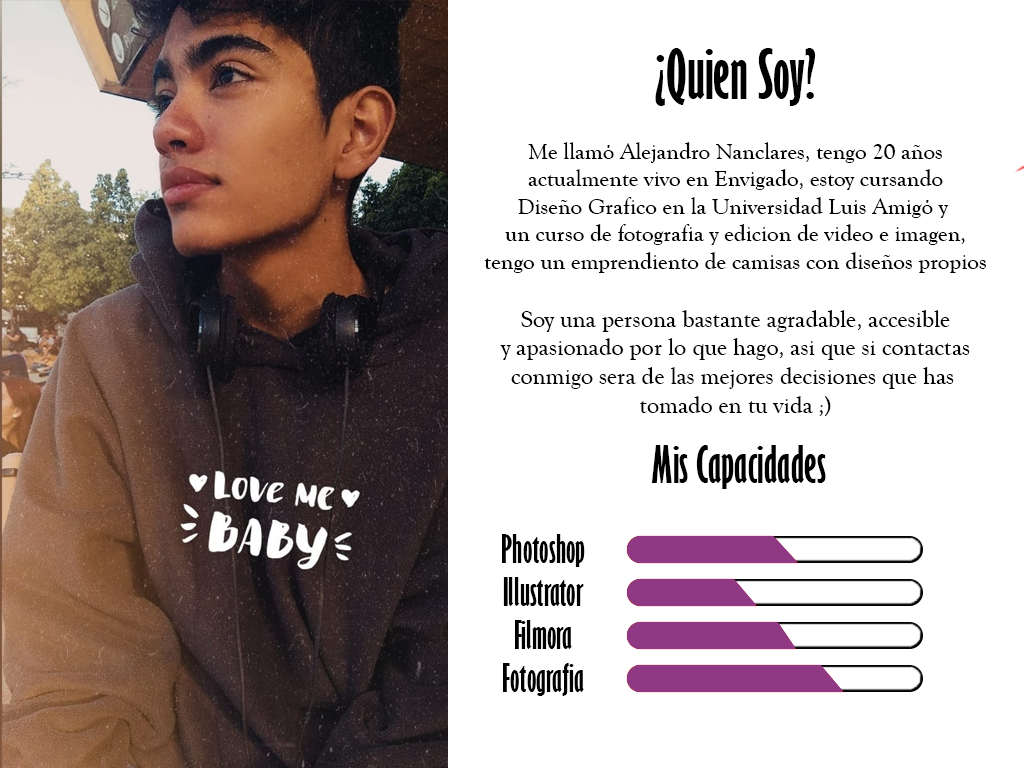 ¿Quien Soy?
Me llamó Alejandro Nanclares, tengo 20 años
actualmente vivo en Envigado, estoy cursando
Diseño Grafico en la Universidad Luis Amigó y
un curso de fotografia y edicion de video e imagen,
tengo un emprendiento de camisas con diseños propios
Soy una persona bastante agradable, accesible
y apasionado por lo que hago, asi que si contactas
conmigo sera de las mejores decisiones que has
tomado en tu vida ;)
LOVE ME
BABY
Mis Capacidades
Photoshop
Illustrator
Filmora
Fotografia